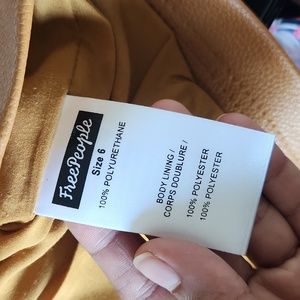 FreePeople
Size 6
100% POLYURETHANE
BODY LINING /
CORPS DOUBLURE /
100% POLYESTER
100% POLYESTER